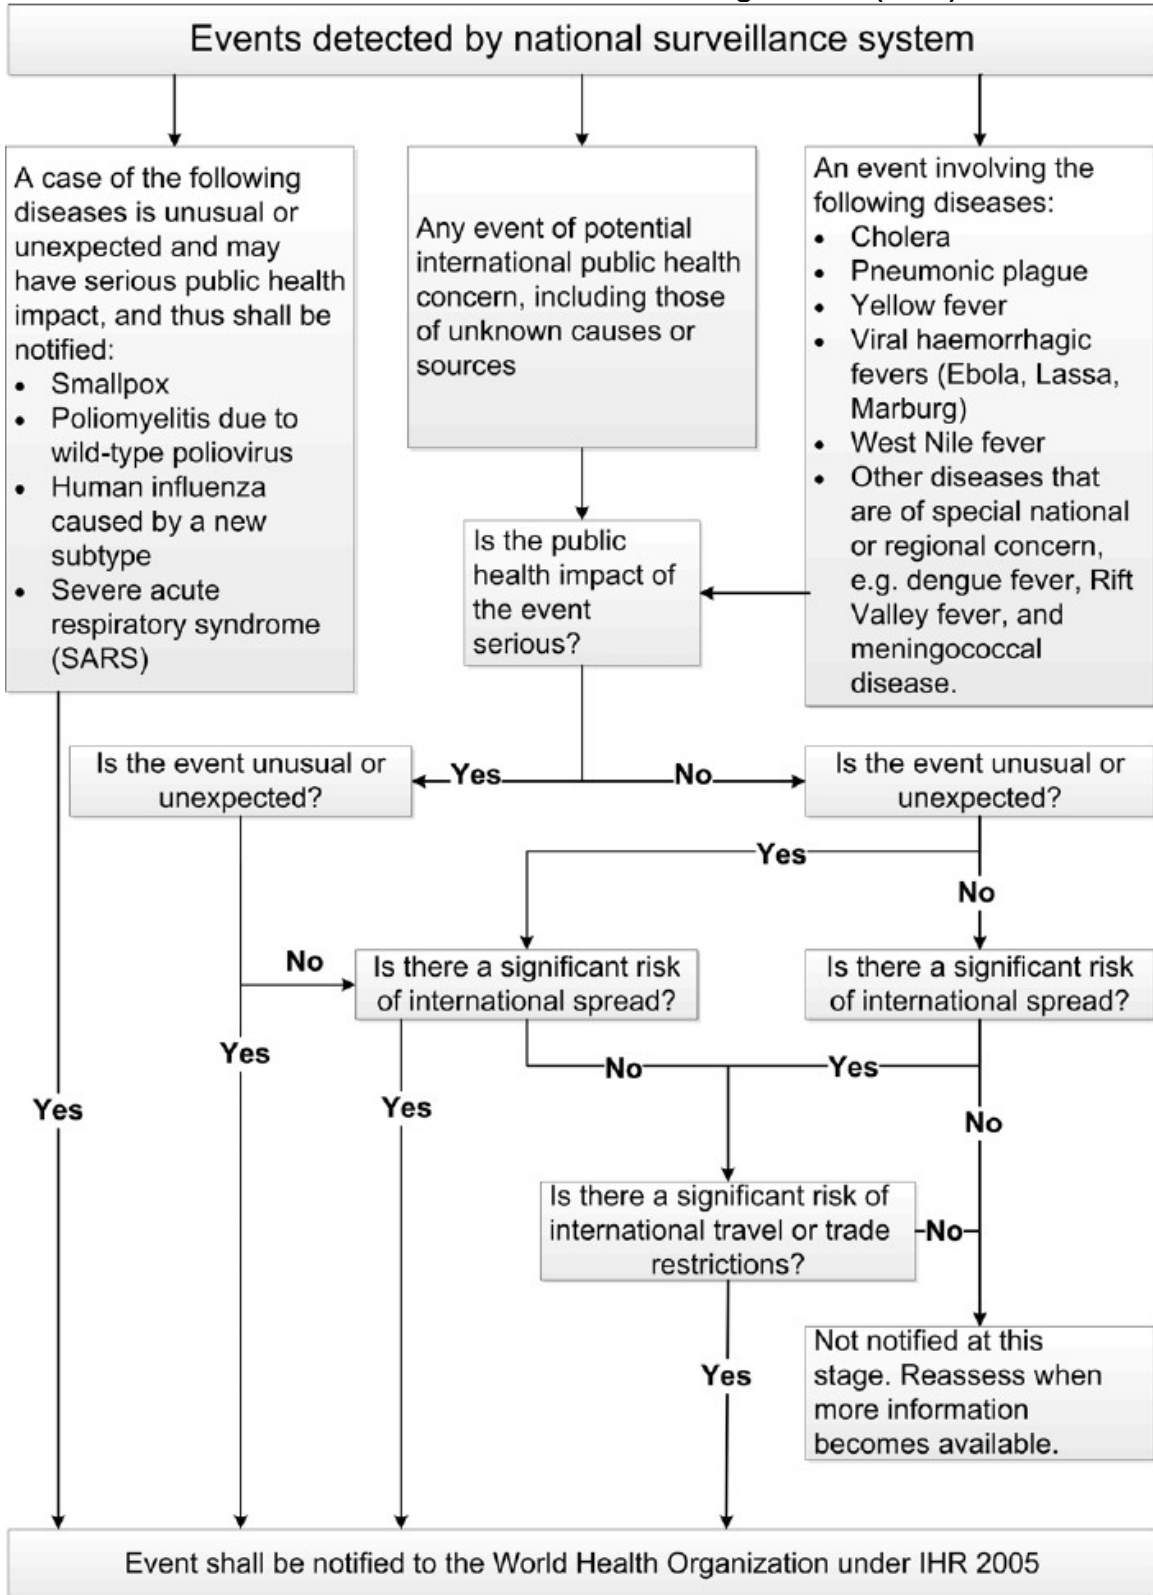 Events detected by national surveillance system
A case of the following
diseases is unusual or
unexpected and may
have serious public health
impact, and thus shall be
notified:
• Smallpox
• Poliomyelitis due to
wild-type poliovirus
• Human influenza
caused by a new
subtype
• Severe acute
respiratory syndrome
(SARS)
Any event of potential
international public health
concern, including those
of unknown causes or
sources
An event involving the
following diseases:
• Cholera
• Pneumonic plague
• Yellow fever
• Viral haemorrhagic
fevers (Ebola, Lassa,
Marburg)
• West Nile fever
• Other diseases that
are of special national
or regional concern,
e.g. dengue fever, Rift
Valley fever, and
meningococcal
disease.
Is the public
health impact of
the event
serious?
Is the event unusual or
unexpected?
Yes
No
Is the event unusual or
unexpected?
Yes
No
No
Is there a significant risk
of international spread?
Is there a significant risk
of international spread?
Yes
No
Yes
Yes
Yes
No
Is there a significant risk of
international travel or trade
restrictions?
No
Yes
Not notified at this
stage. Reassess when
more information
becomes available.
Event shall be notified to the World Health Organization under IHR 2005